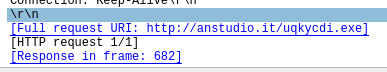 Connection: Keep-Alive\r\n
\r\n
[Full request URI: http://anstudio.it/uqkycdi.exe]
[HTTP request 1/1]
[Response in frame: 682]